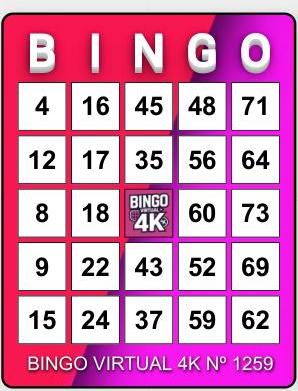 B I N G O
4 16 45 48 71
12 17 35 56 64
8 18 BINGO VIRTUAL 4K 60 73
9 22 43 52 69
15 24 37 59 62
BINGO VIRTUAL 4K Nº 1259